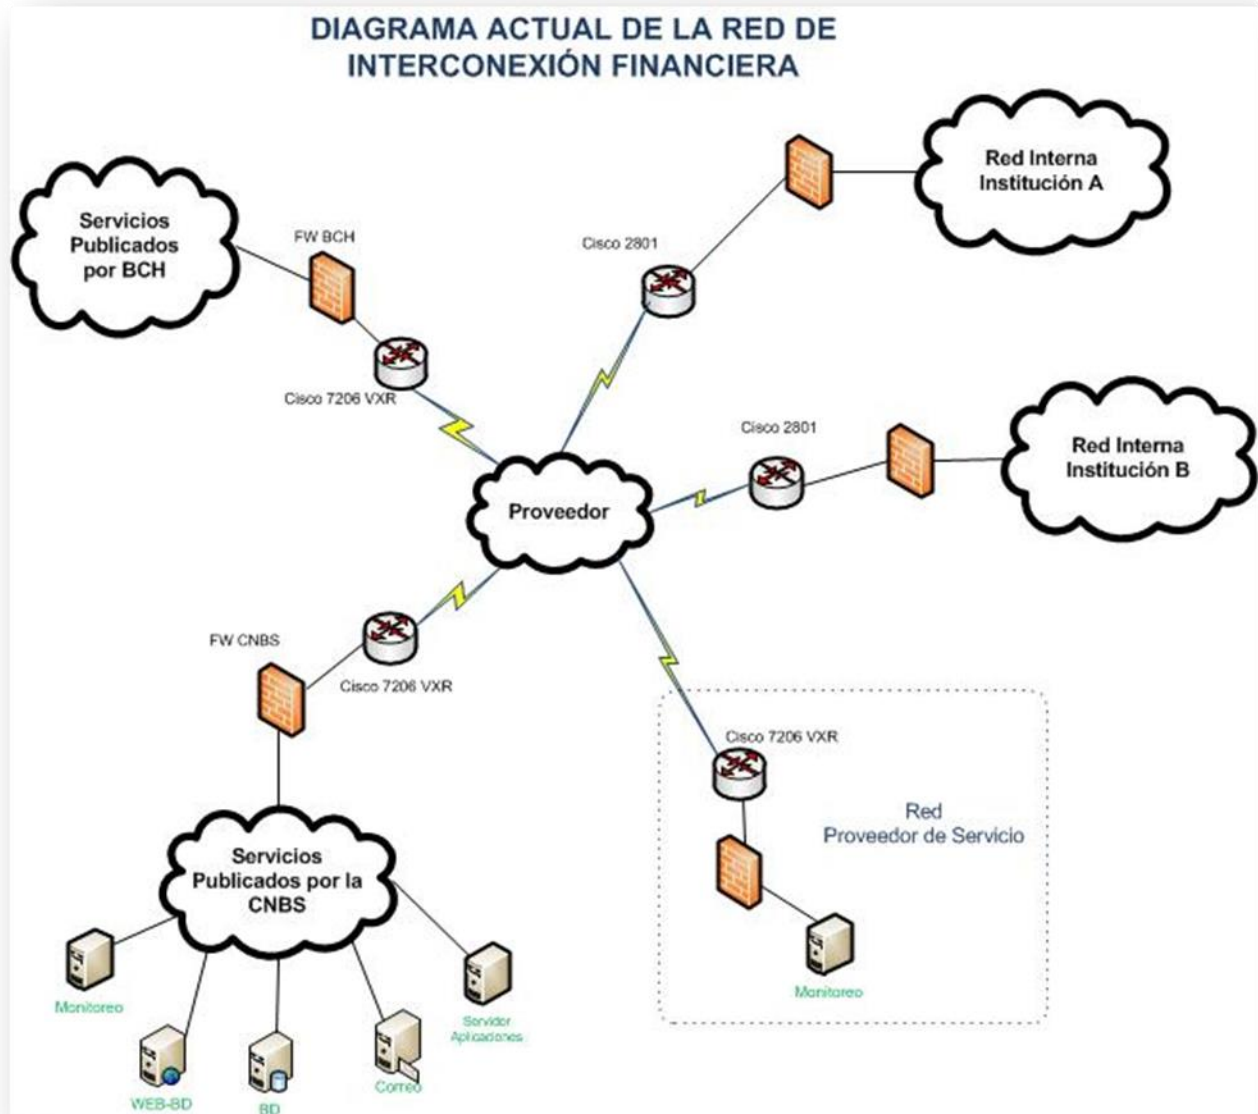 DIAGRAMA ACTUAL DE LA RED DE
INTERCONEXIÓN FINANCIERA
Red Interna
Institución A
Servicios
Publicados
por BCH
FW BCH
Cisco 2801
Cisco 7206 VXR
Cisco 2801
Red Interna
Institución B
Proveedor
FW CNBS
Cisco 7206 VXR
Cisco 7206 VXR
Red
Proveedor de Servicio
Servicios
Publicados por la
CNBS
Monitoreo
Monitoreo
Servidor
Aplicaciones
Correo
WEB-BD
BD